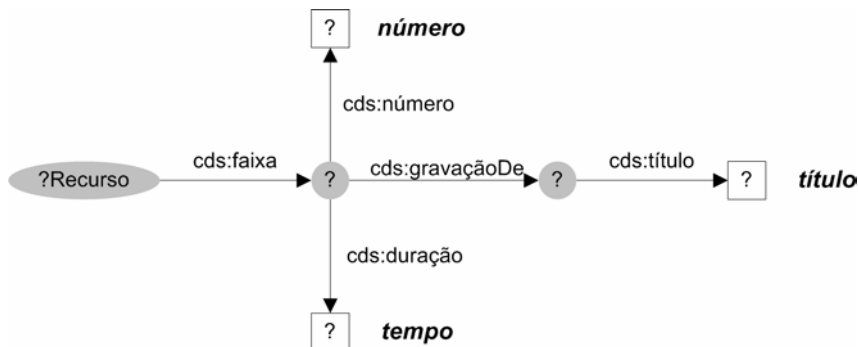 ? número
cds:número
cds:faixa cds:gravaçãoDe cds:título
?Recurso ? ? ? título
cds:duração
? tempo